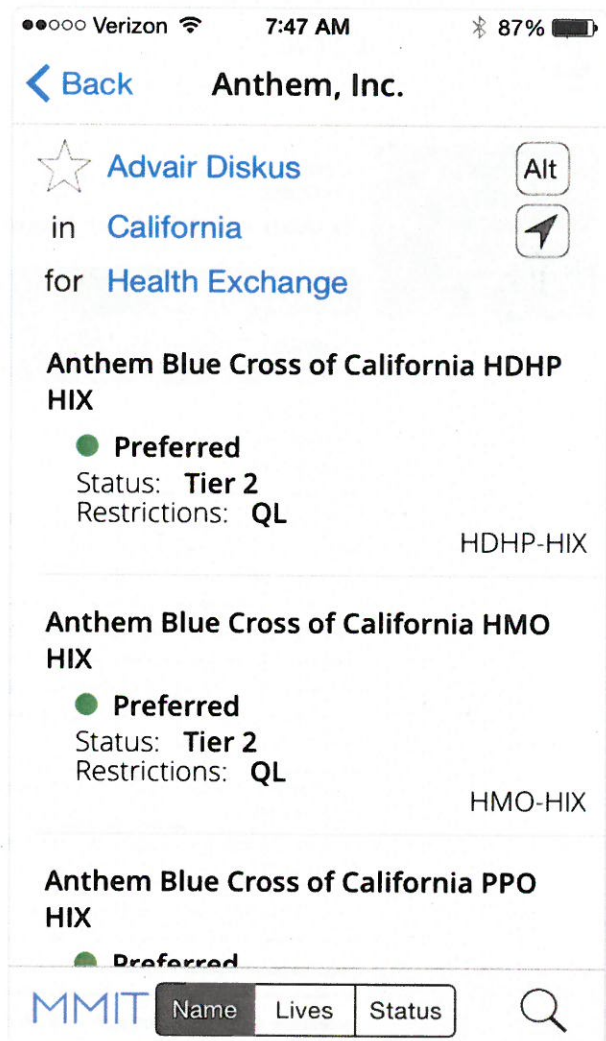 Verizon 7:47 AM 87%
Back Anthem, Inc.
Advair Diskus Alt
in California
for Health Exchange
Anthem Blue Cross of California HDHP
HIX
Preferred
Status: Tier 2
Restrictions: QL
HDHP-HIX
Anthem Blue Cross of California HMO
HIX
Preferred
Status: Tier 2
Restrictions: QL
HMO-HIX
Anthem Blue Cross of California PPO
HIX
Preferred
MMIT Name Lives Status